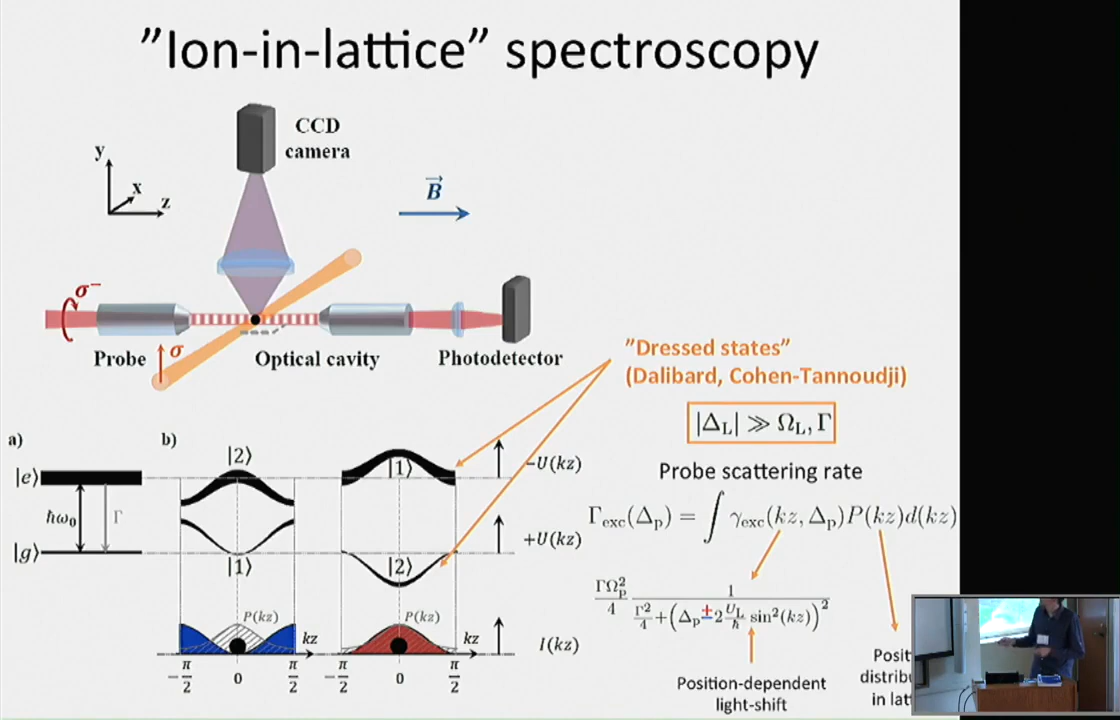 ”Ion-in-lattice” spectroscopy
CCD
camera
y
x
z
B⃗
σ⁻
Probe
σ
Optical cavity
Photodetector
”Dressed states”
(Dalibard, Cohen-Tannoudji)
|Δ_L| ≫ Ω_L, Γ
Probe scattering rate
Γ_exc(Δ_p) = ∫ γ_exc(kz, Δ_p)P(kz)d(kz)
ΓΩ_p²/4 1/(Γ²/4 + (Δ_p ± 2 U_L/ħ sin²(kz))²)
Position-dependent
light-shift
in
a)
b)
|e⟩
ħω₀
Γ
|g⟩
|2⟩
|1⟩
|1⟩
|2⟩
−U(kz)
+U(kz)
P(kz)
kz
P(kz)
kz
I(kz)
−π/2
0
π/2
−π/2
0
π/2